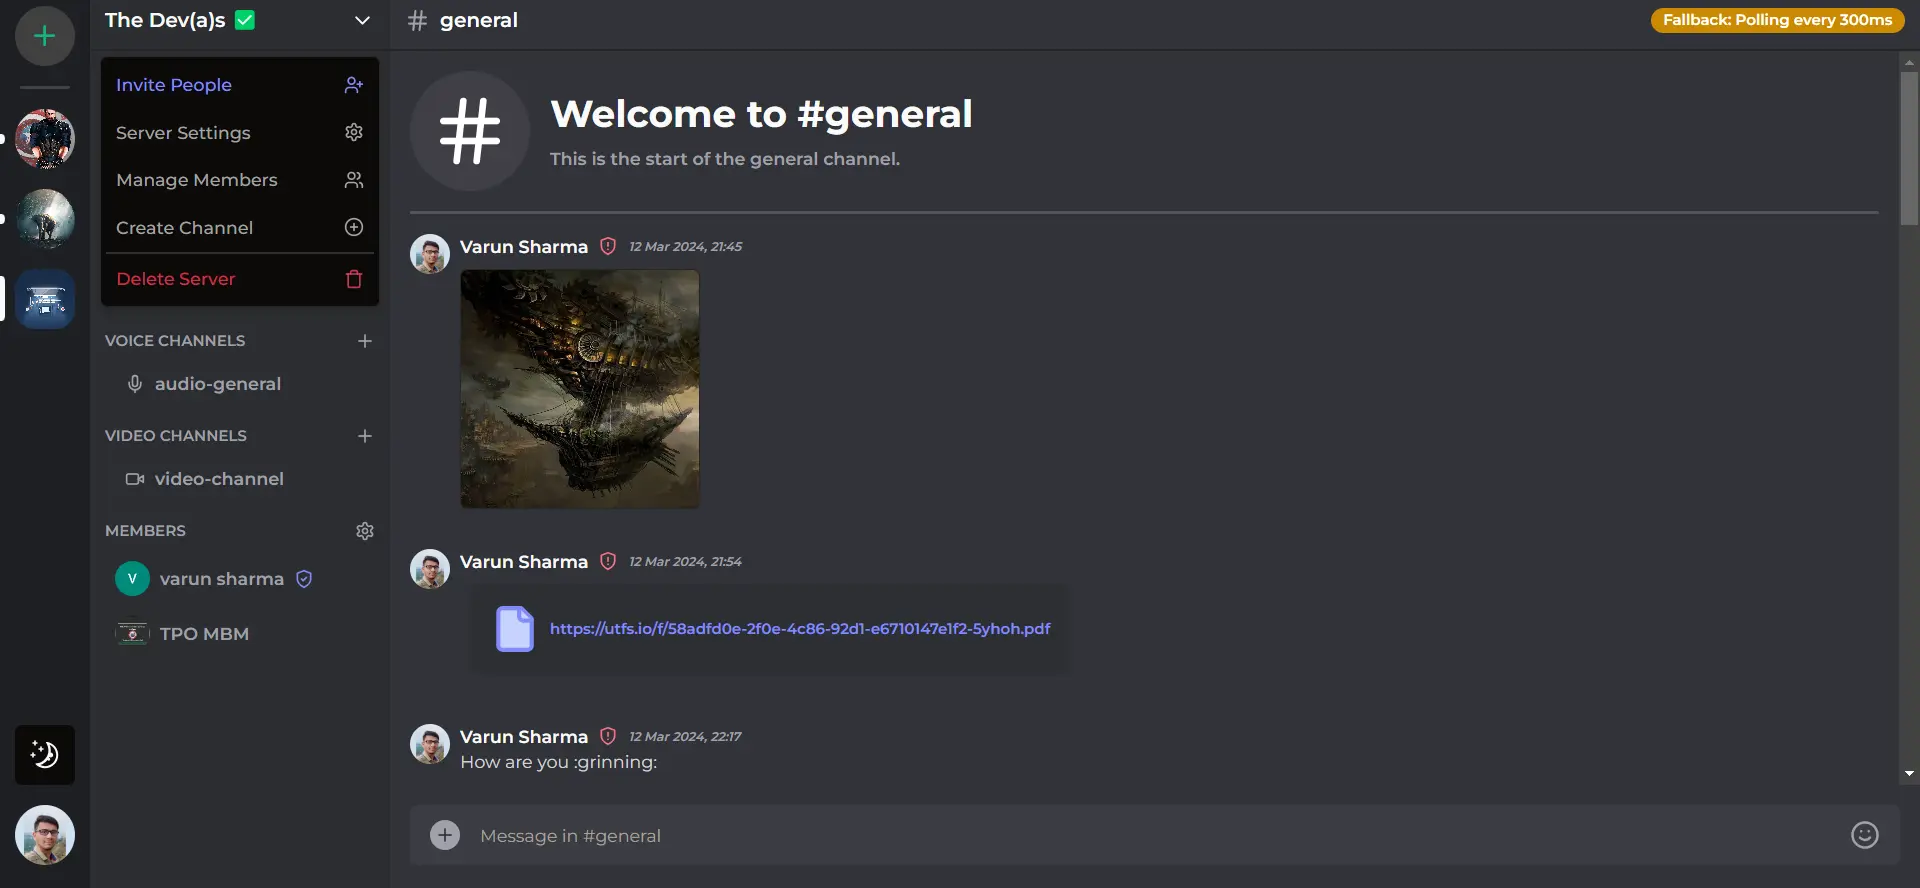 The Dev(a)s ✅
Invite People
Server Settings
Manage Members
Create Channel
Delete Server
VOICE CHANNELS
audio-general
VIDEO CHANNELS
video-channel
MEMBERS
V varun sharma
TPO MBM
# general
Fallback: Polling every 300ms
Welcome to #general
This is the start of the general channel.
Varun Sharma 12 Mar 2024, 21:45
Varun Sharma 12 Mar 2024, 21:54
https://utfs.io/f/58adfd0e-2f0e-4c86-92d1-e6710147e1f2-5yhoh.pdf
Varun Sharma 12 Mar 2024, 22:17
How are you :grinning:
Message in #general